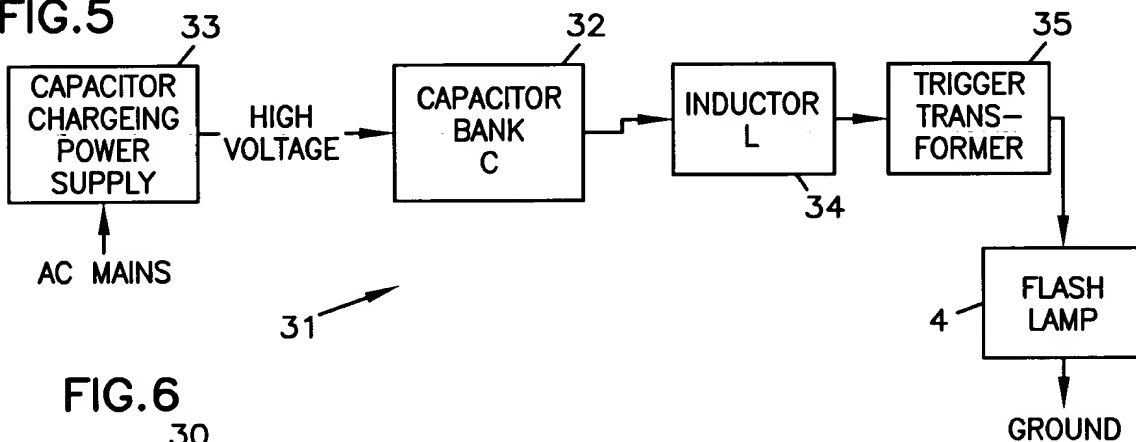 FIG.5
33
CAPACITOR
CHARGEING
POWER
SUPPLY
HIGH
VOLTAGE
32
CAPACITOR
BANK
C
INDUCTOR
L
34
35
TRIGGER
TRANS-
FORMER
AC MAINS
31
4
FLASH
LAMP
GROUND
FIG.6
30